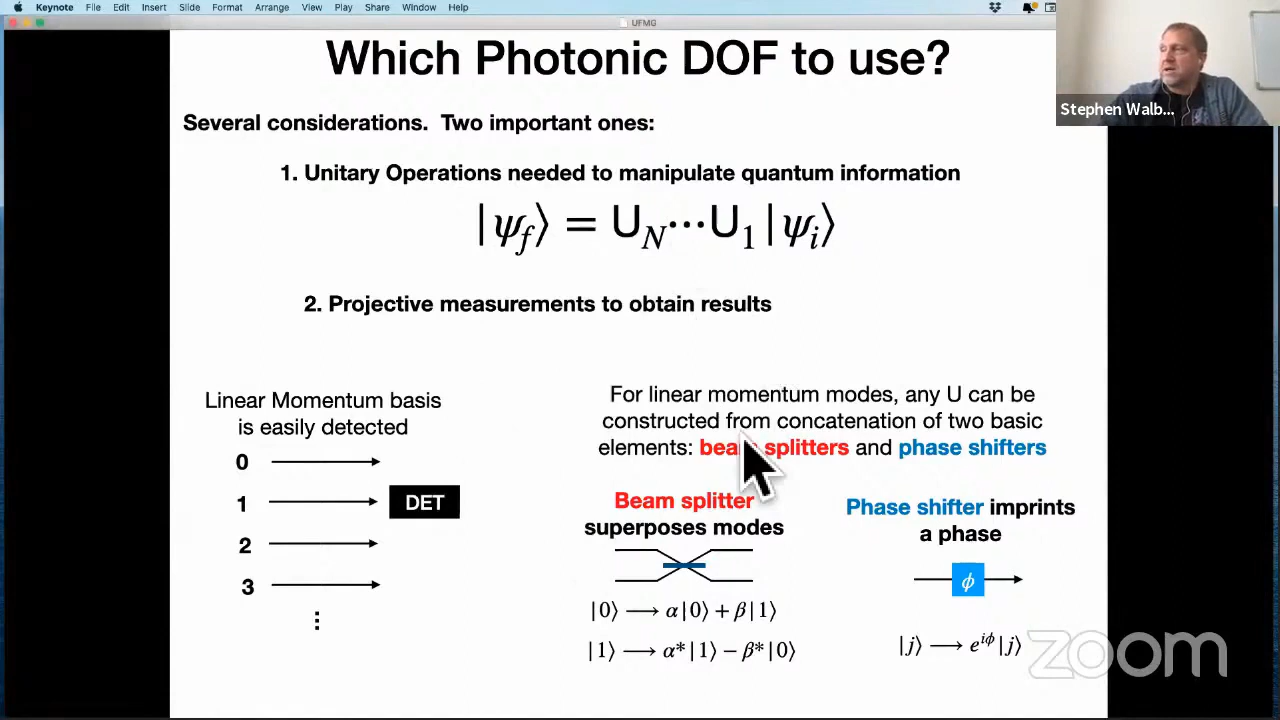 Keynote File Edit Insert Slide Format Arrange View Play Share Window Help
UFMG
Which Photonic DOF to use?
Stephen Walb...
Several considerations. Two important ones:
1. Unitary Operations needed to manipulate quantum information
|ψf⟩ = UN⋯U1|ψi⟩
2. Projective measurements to obtain results
Linear Momentum basis
is easily detected
0
1 DET
2
3
⋮
For linear momentum modes, any U can be
constructed from concatenation of two basic
elements: beam splitters and phase shifters
Beam splitter
superposes modes
|0⟩ ⟶ α|0⟩ + β|1⟩
|1⟩ ⟶ α*|1⟩ − β*|0⟩
Phase shifter imprints
a phase
ϕ
|j⟩ ⟶ e^{iϕ}|j⟩
zoom